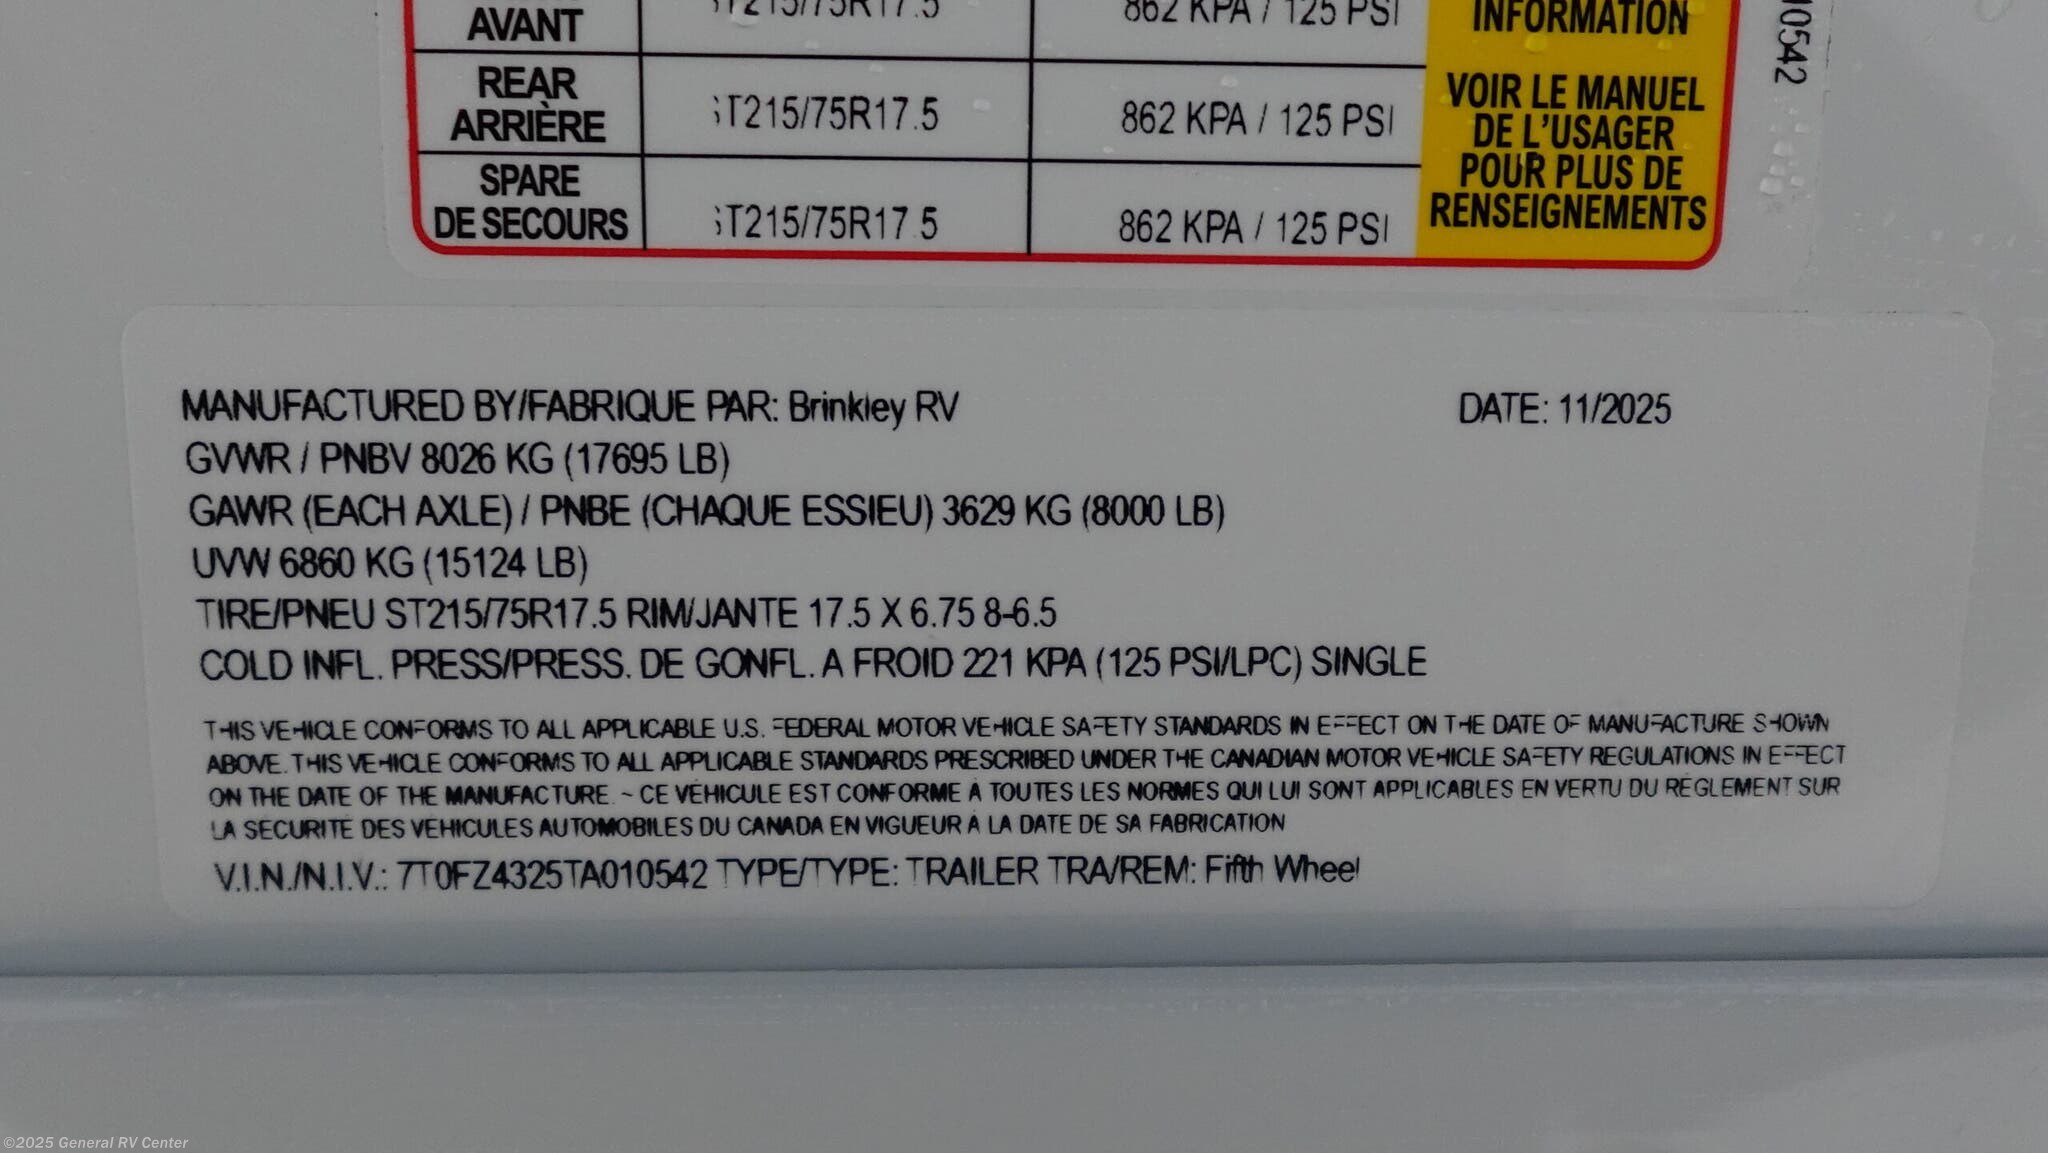 AVANT
ST215/75R17.5
862 KPA / 125 PSI
INFORMATION
REAR
ARRIÈRE
ST215/75R17.5
862 KPA / 125 PSI
VOIR LE MANUEL
DE L'USAGER
POUR PLUS DE
RENSEIGNEMENTS
SPARE
DE SECOURS
ST215/75R17.5
862 KPA / 125 PSI
10542
MANUFACTURED BY/FABRIQUE PAR: Brinkley RV
DATE: 11/2025
GVWR / PNBV 8026 KG (17695 LB)
GAWR (EACH AXLE) / PNBE (CHAQUE ESSIEU) 3629 KG (8000 LB)
UVW 6860 KG (15124 LB)
TIRE/PNEU ST215/75R17.5 RIM/JANTE 17.5 X 6.75 8-6.5
COLD INFL. PRESS/PRESS. DE GONFL. A FROID 221 KPA (125 PSI/LPC) SINGLE
THIS VEHICLE CONFORMS TO ALL APPLICABLE U.S. FEDERAL MOTOR VEHICLE SAFETY STANDARDS IN EFFECT ON THE DATE OF MANUFACTURE SHOWN
ABOVE. THIS VEHICLE CONFORMS TO ALL APPLICABLE STANDARDS PRESCRIBED UNDER THE CANADIAN MOTOR VEHICLE SAFETY REGULATIONS IN EFFECT
ON THE DATE OF THE MANUFACTURE. ~ CE VÉHICULE EST CONFORME À TOUTES LES NORMES QUI LUI SONT APPLICABLES EN VERTU DU RÉGLEMENT SUR
LA SÉCURITÉ DES VÉHICULES AUTOMOBILES DU CANADA EN VIGUEUR À LA DATE DE SA FABRICATION
V.I.N./N.I.V.: 7T0FZ4325TA010542 TYPE/TYPE: TRAILER TRA/REM: Fifth Wheel
©2025 General RV Center